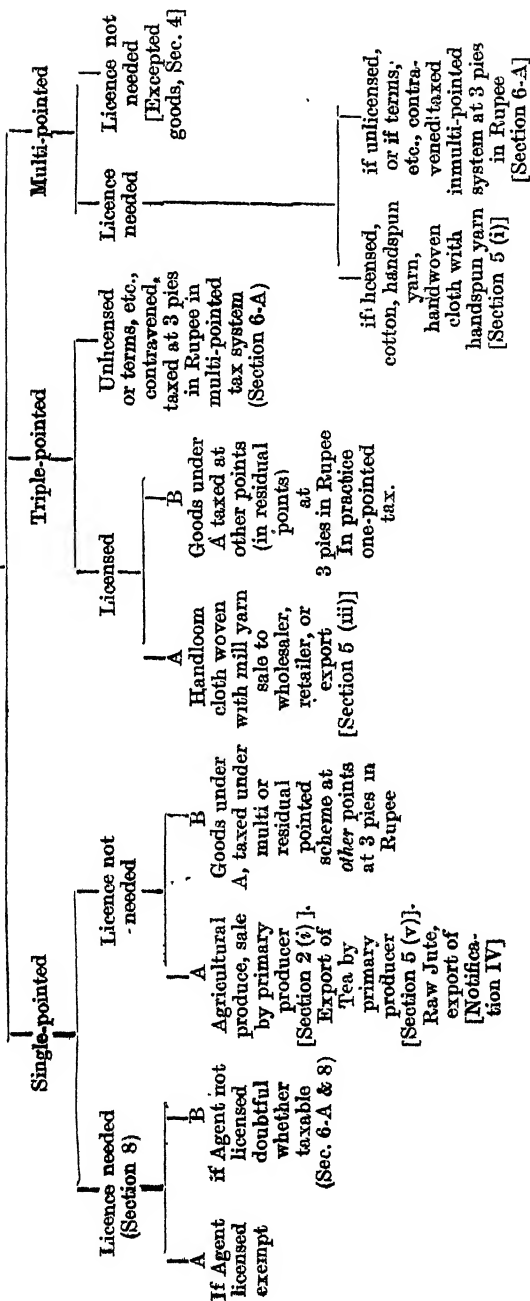 Single-pointed
Licence needed
(Section 8)
A
If Agent
licensed
exempt
B
if Agent not
licensed
doubtful
whether
taxable
(Sec. 6-A & 8)
Licence not
-needed
A
Agricultural
produce, sale
by primary
producer
[Section 2 (i)].
Export of
Tea by
primary
producer
[Section 5 (v)].
Raw Jute,
export of
[Notifica-
tion IV]
B
Goods under
A, taxed under
multi or
residual
pointed
scheme at
other points
at 3 pies in
Rupee
Triple-pointed
Licensed
A
Handloom
cloth woven
with mill yarn
sale to
wholesaler,
retailer, or
export
[Section 5 (iii)]
B
Goods under
A taxed at
other points
(in residual
points)
at
3 pies in Rupee
In practice
one-pointed
tax.
Unlicensed
or terms, etc.,
contravened,
taxed at 3 pies
in Rupee in
multi-pointed
tax system
(Section 6-A)
Multi-pointed
Licence
needed
if licensed,
cotton, handspun
yarn,
handwoven
cloth with
handspun yarn
[Section 5 (i)]
if unlicensed,
or if terms,
etc., contra-
vened taxed
inmulti-pointed
system at 3 pies
in Rupee
[Section 6-A]
Licence not
needed
[Excepted
goods, Sec. 4]